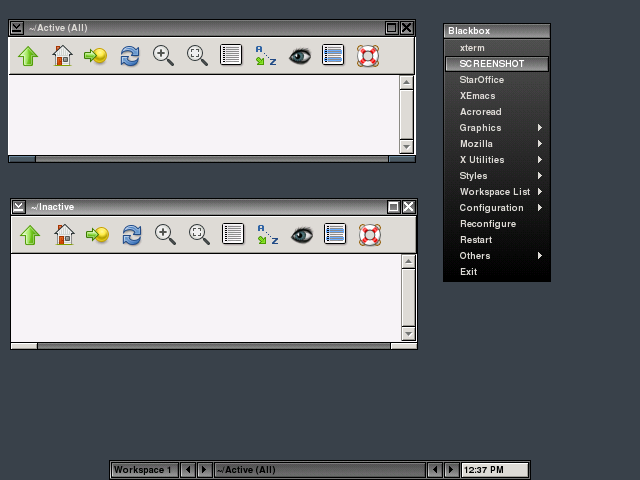 ~/Active (All)
A
Z
~/Inactive
A
Z
Blackbox
xterm
SCREENSHOT
StarOffice
XEmacs
Acroread
Graphics
Mozilla
X Utilities
Styles
Workspace List
Configuration
Reconfigure
Restart
Others
Exit
Workspace 1
~/Active (All)
12:37 PM